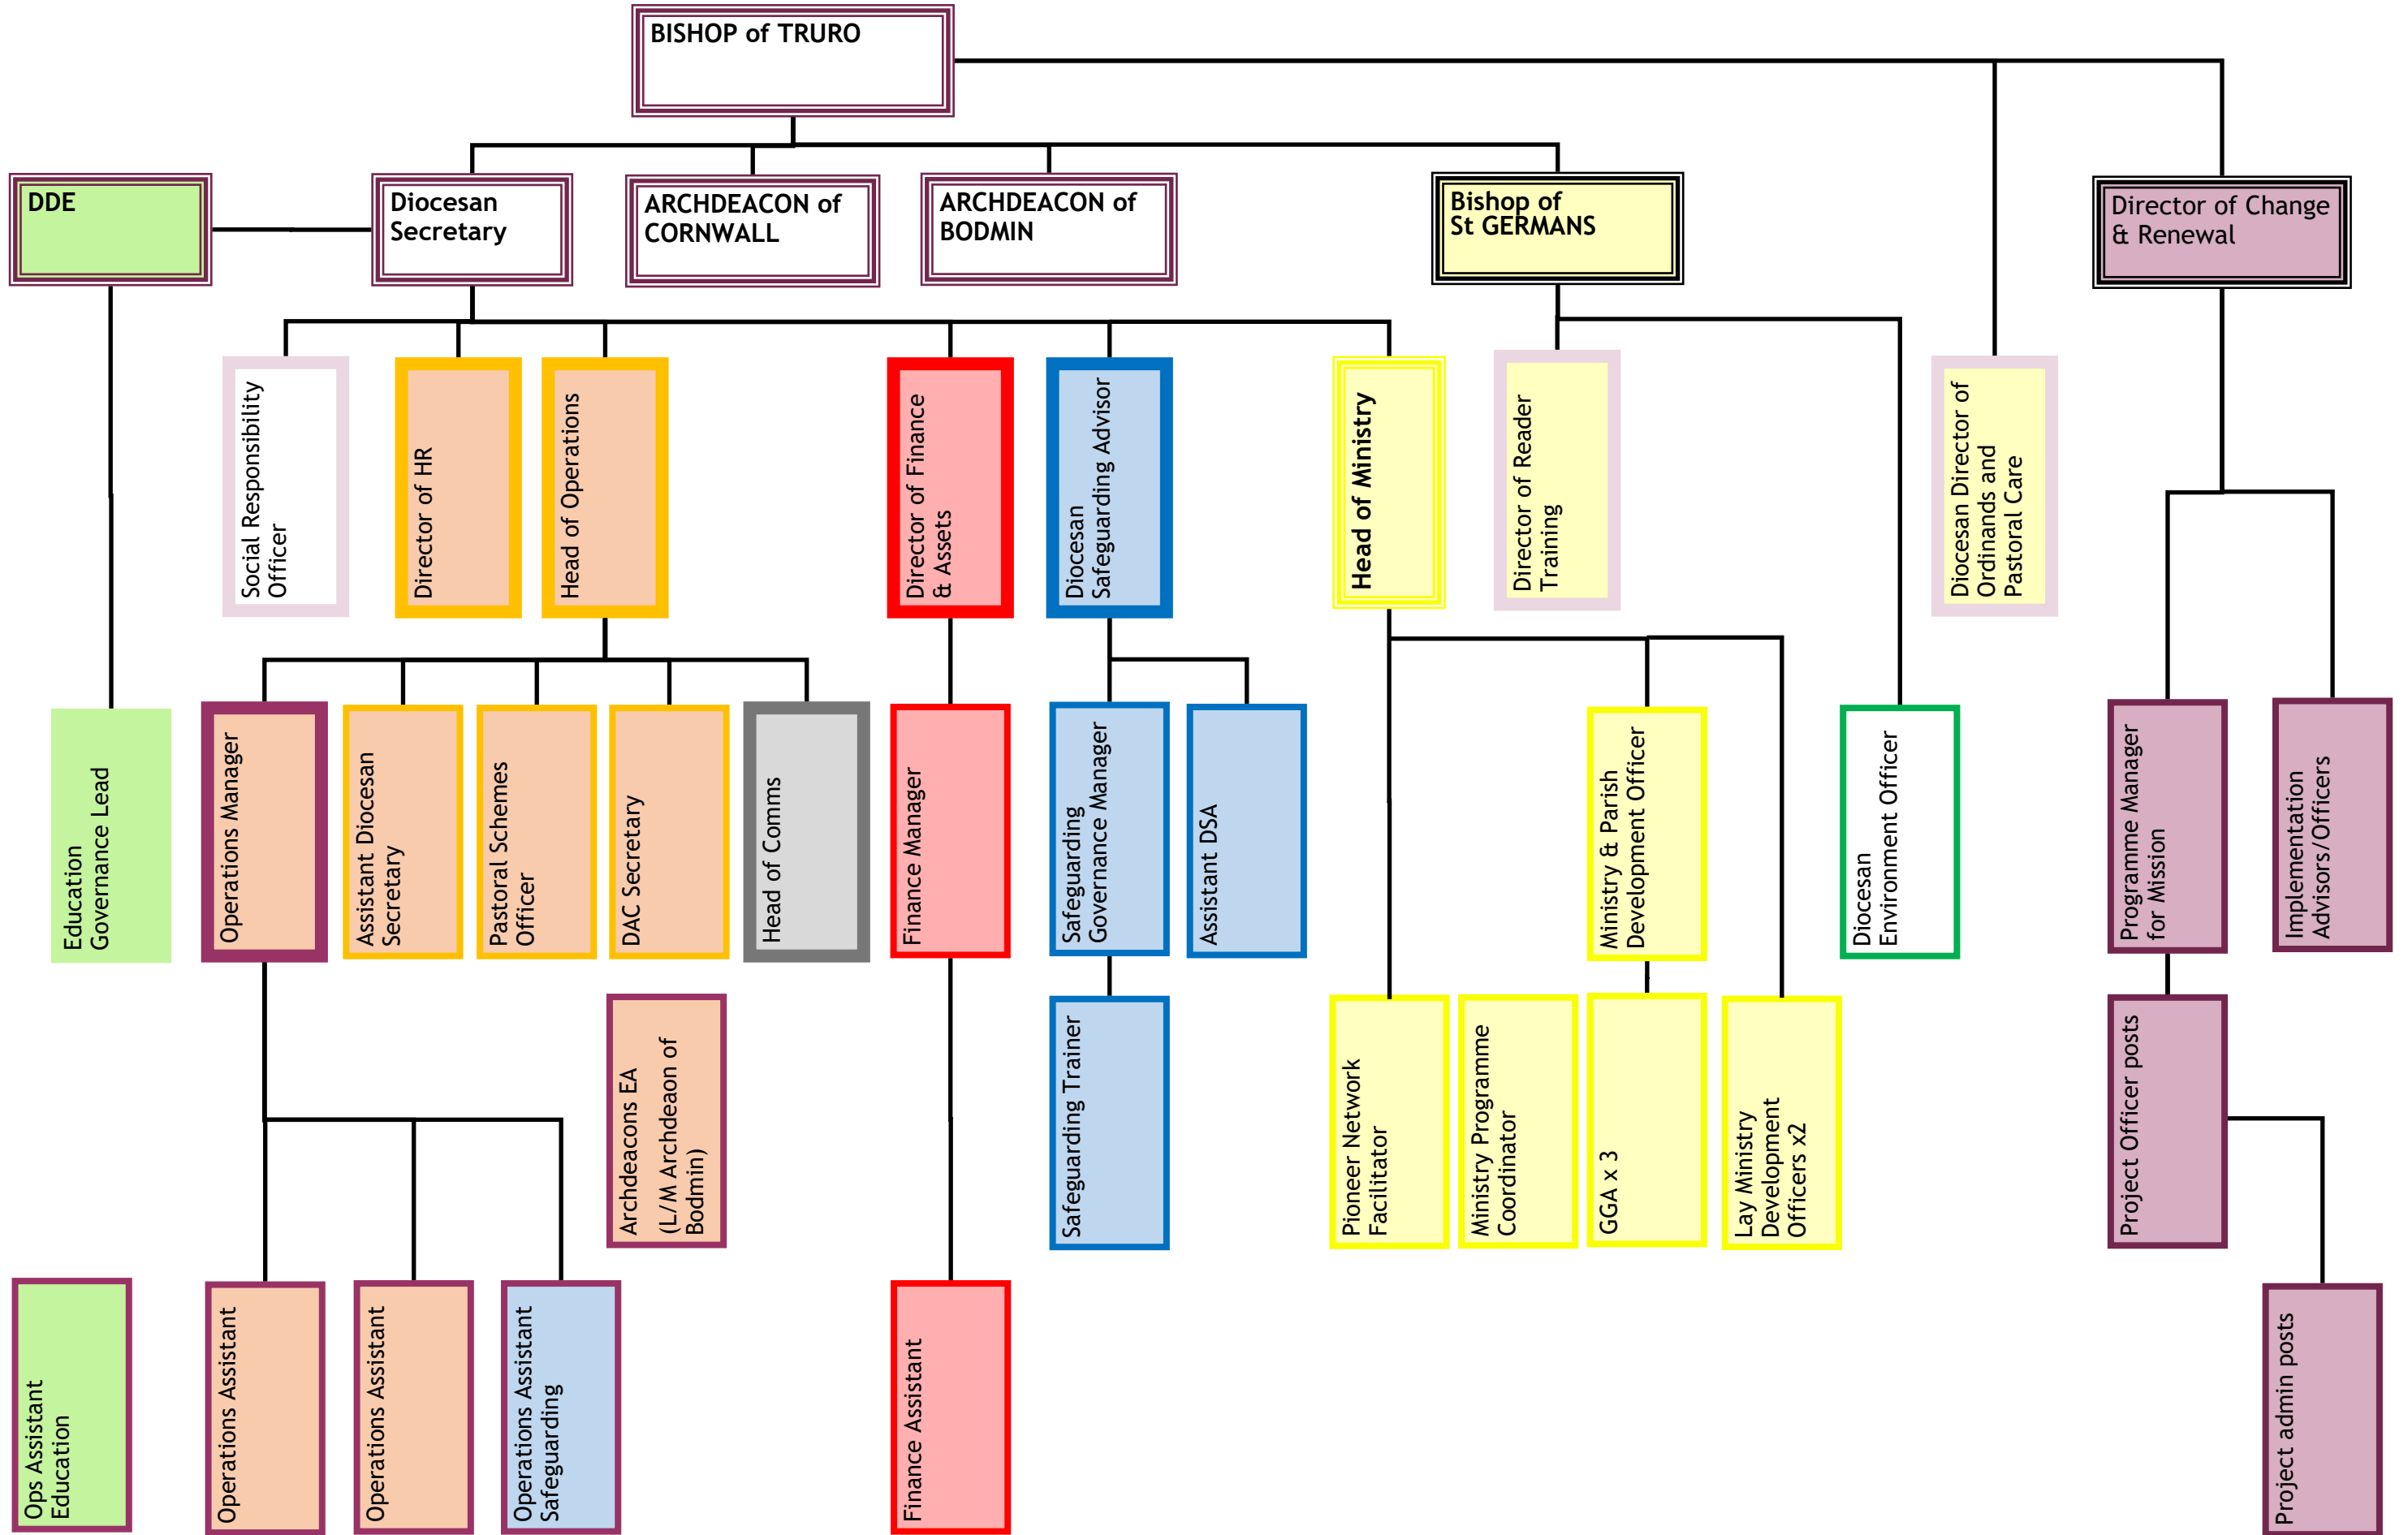 BISHOP of TRURO
DDE
Diocesan
Secretary
ARCHDEACON of
CORNWALL
ARCHDEACON of
BODMIN
Bishop of
St GERMANS
Director of Change
& Renewal
Social Responsibility
Officer
Director of HR
Head of Operations
Director of Finance
& Assets
Diocesan
Safeguarding Advisor
Head of Ministry
Director of Reader
Training
Diocesan Director of
Ordinands and
Pastoral Care
Education
Governance Lead
Operations Manager
Assistant Diocesan
Secretary
Pastoral Schemes
Officer
DAC Secretary
Head of Comms
Finance Manager
Safeguarding
Governance Manager
Assistant DSA
Ministry & Parish
Development Officer
Diocesan
Environment Officer
Programme Manager
for Mission
Implementation
Advisors/Officers
Archdeacons EA
(L/M Archdeaon of
Bodmin)
Safeguarding Trainer
Pioneer Network
Facilitator
Ministry Programme
Coordinator
GGA x 3
Lay Ministry
Development
Officers x2
Project Officer posts
Ops Assistant
Education
Operations Assistant
Operations Assistant
Operations Assistant
Safeguarding
Finance Assistant
Project admin posts